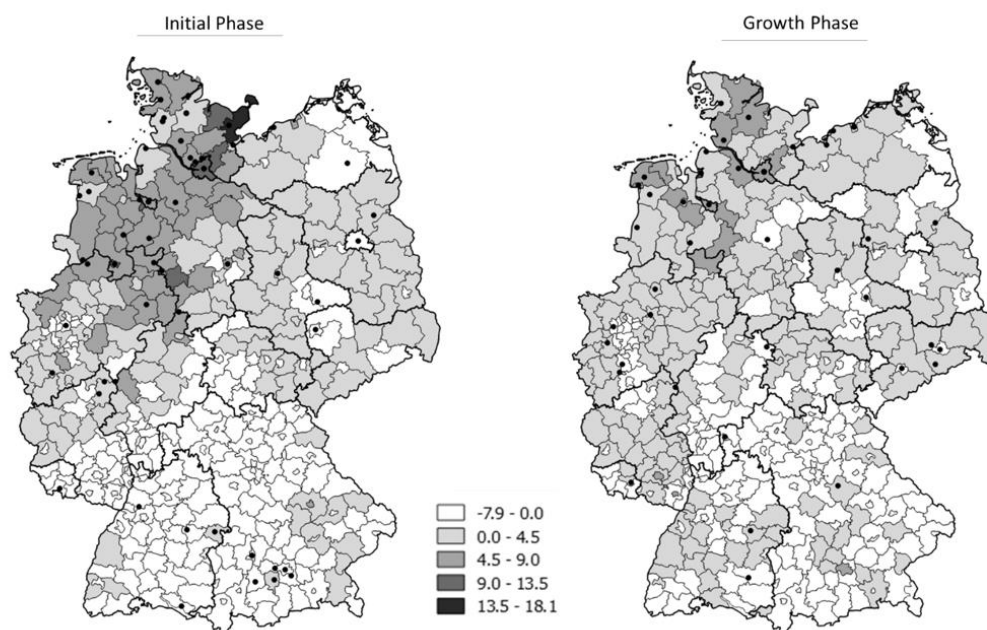 Initial Phase
Growth Phase
-7.9 - 0.0
0.0 - 4.5
4.5 - 9.0
9.0 - 13.5
13.5 - 18.1